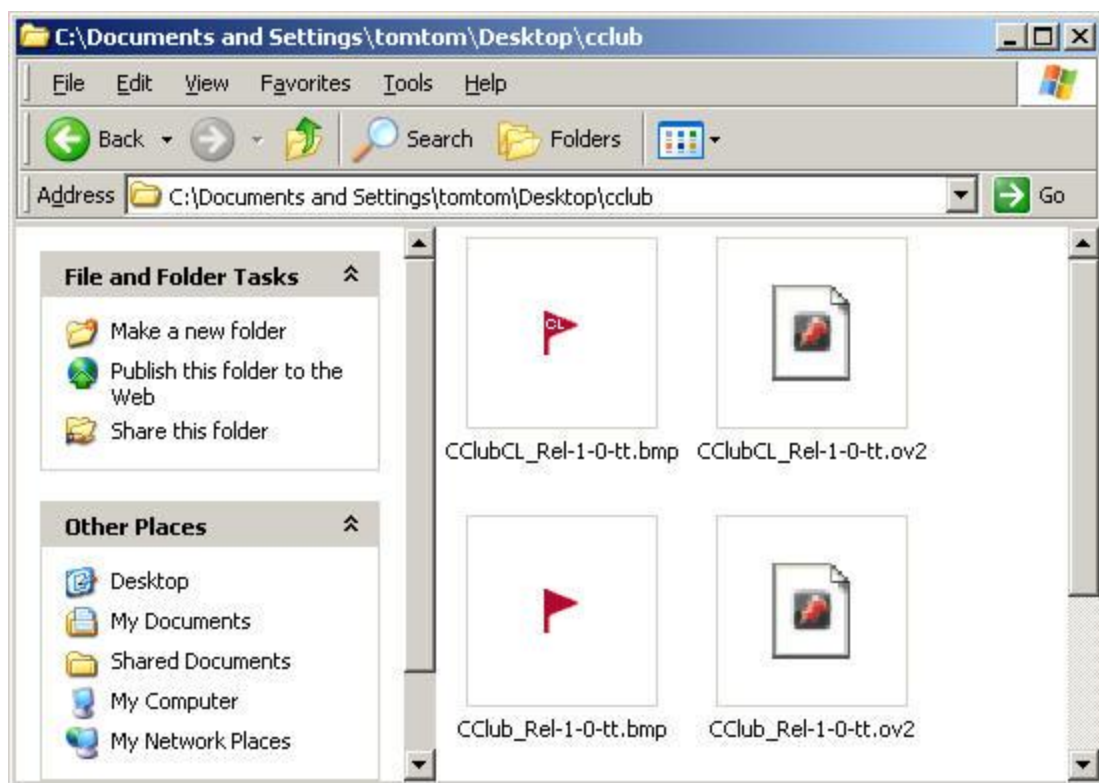 C:\Documents and Settings\tomtom\Desktop\cclub
File Edit View Favorites Tools Help
Back Search Folders
Address C:\Documents and Settings\tomtom\Desktop\cclub Go
File and Folder Tasks
Make a new folder
Publish this folder to the
Web
Share this folder
Other Places
Desktop
My Documents
Shared Documents
My Computer
My Network Places
CL
CClubCL_Rel-1-0-tt.bmp CClubCL_Rel-1-0-tt.ov2
CClub_Rel-1-0-tt.bmp CClub_Rel-1-0-tt.ov2